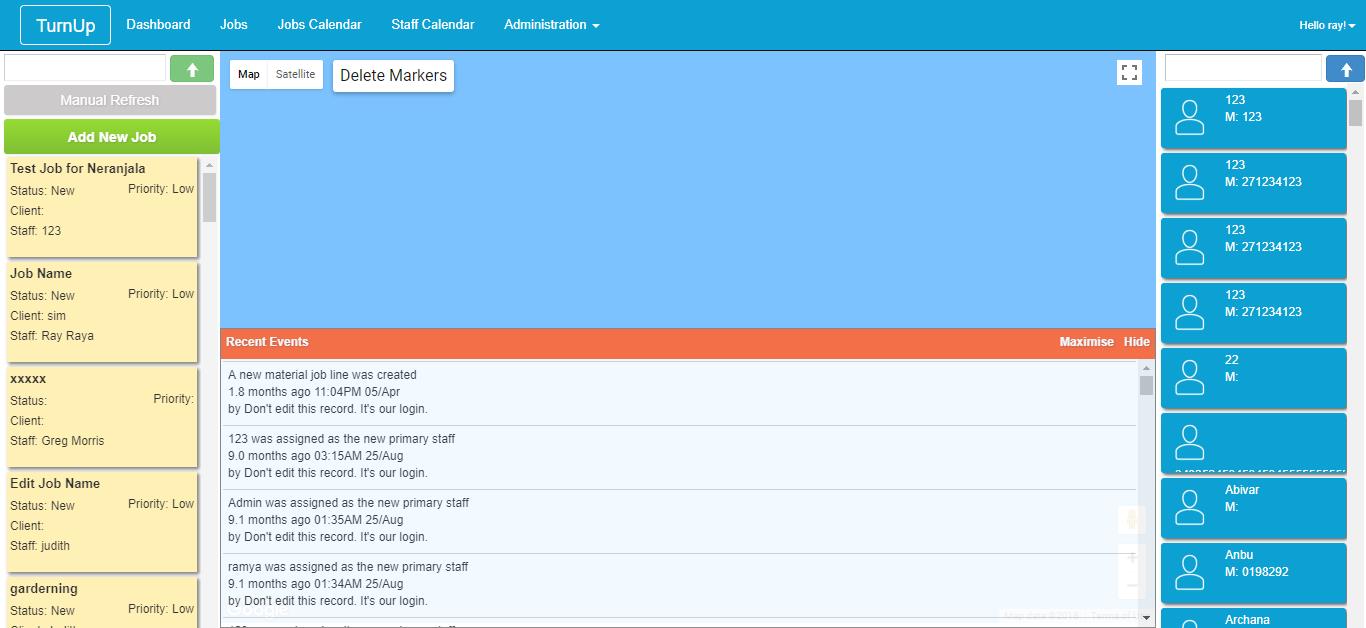 TurnUp
Dashboard
Jobs
Jobs Calendar
Staff Calendar
Administration
Hello ray!
Manual Refresh
Add New Job
Test Job for Neranjala
Status: New Priority: Low
Client:
Staff: 123
Job Name
Status: New Priority: Low
Client: sim
Staff: Ray Raya
xxxxx
Status: Priority:
Client:
Staff: Greg Morris
Edit Job Name
Status: New Priority: Low
Client:
Staff: judith
garderning
Status: New Priority: Low
Map
Satellite
Delete Markers
Recent Events
Maximise
Hide
A new material job line was created
1.8 months ago 11:04PM 05/Apr
by Don't edit this record. It's our login.
123 was assigned as the new primary staff
9.0 months ago 03:15AM 25/Aug
by Don't edit this record. It's our login.
Admin was assigned as the new primary staff
9.1 months ago 01:35AM 25/Aug
by Don't edit this record. It's our login.
ramya was assigned as the new primary staff
9.1 months ago 01:34AM 25/Aug
by Don't edit this record. It's our login.
Google
123
M: 123
123
M: 271234123
123
M: 271234123
123
M: 271234123
22
M:
Abivar
M:
Anbu
M: 0198292
Archana